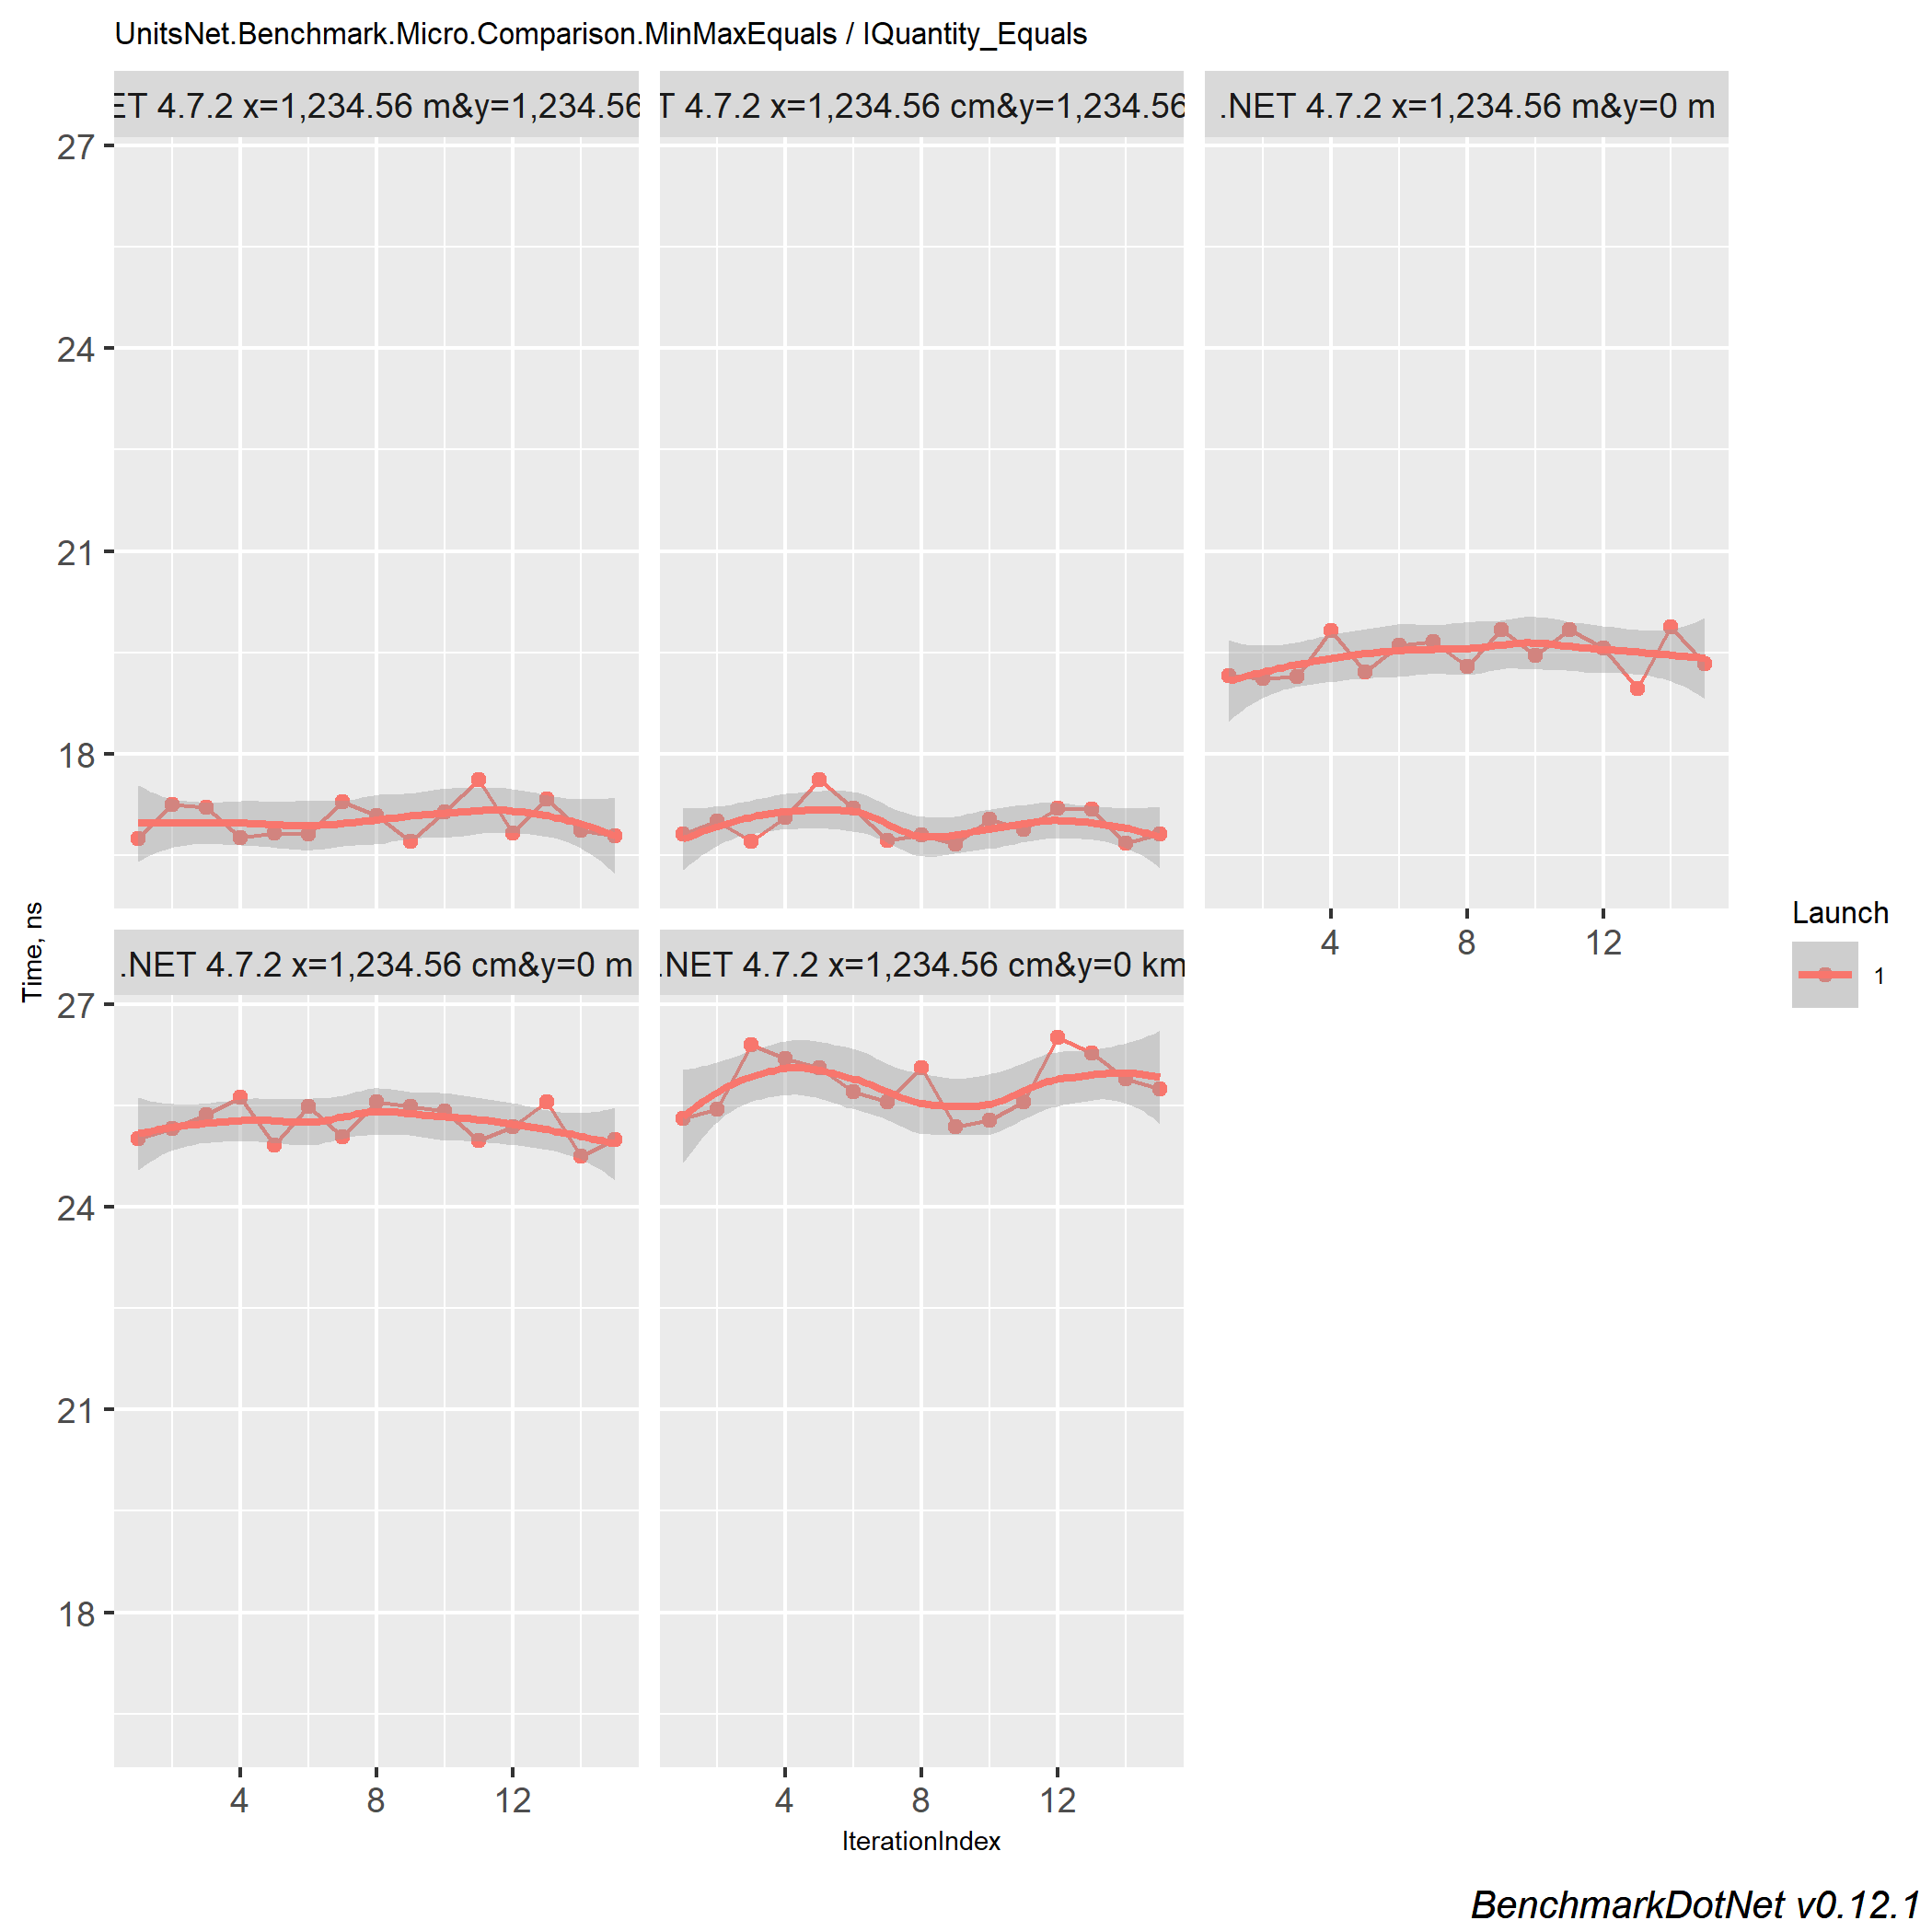 UnitsNet.Benchmark.Micro.Comparison.MinMaxEquals / IQuantity_Equals
ET 4.7.2 x=1,234.56 m&y=1,234.56
T 4.7.2 x=1,234.56 cm&y=1,234.56
.NET 4.7.2 x=1,234.56 m&y=0 m
27
24
21
18
4
8
12
Time, ns
Launch
1
.NET 4.7.2 x=1,234.56 cm&y=0 m
.NET 4.7.2 x=1,234.56 cm&y=0 km
27
24
21
18
4
8
12
4
8
12
IterationIndex
BenchmarkDotNet v0.12.1